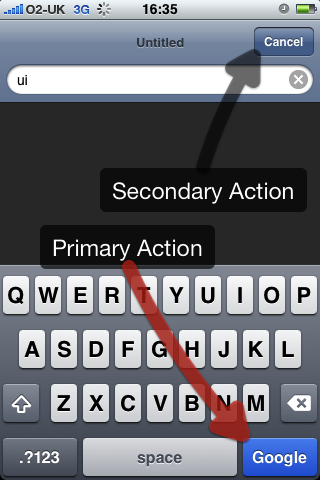 O2-UK 3G 16:35
Untitled
Cancel
ui
Secondary Action
Primary Action
Q W E R T Y U I O P
A S D F G H J K L
Z X C V B N M
.?123 space Google